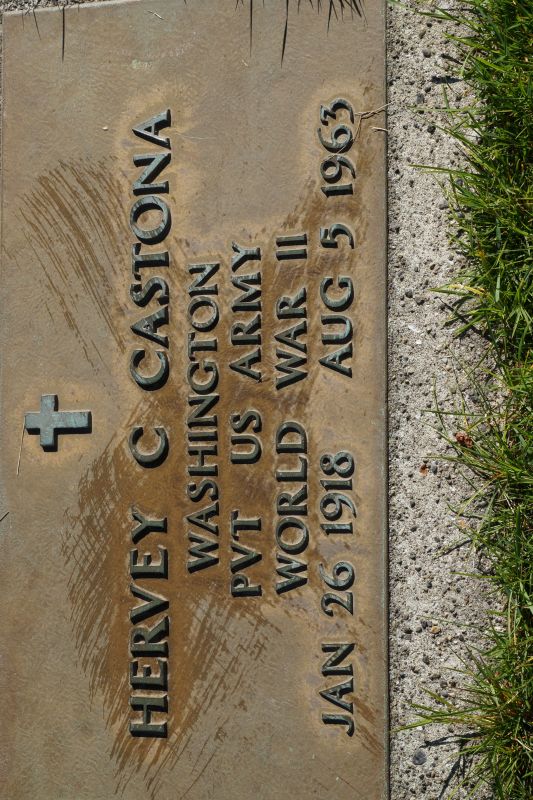 HERVEY C CASTONA
WASHINGTON
PVT US ARMY
WORLD WAR II
JAN 26 1918 AUG 5 1963